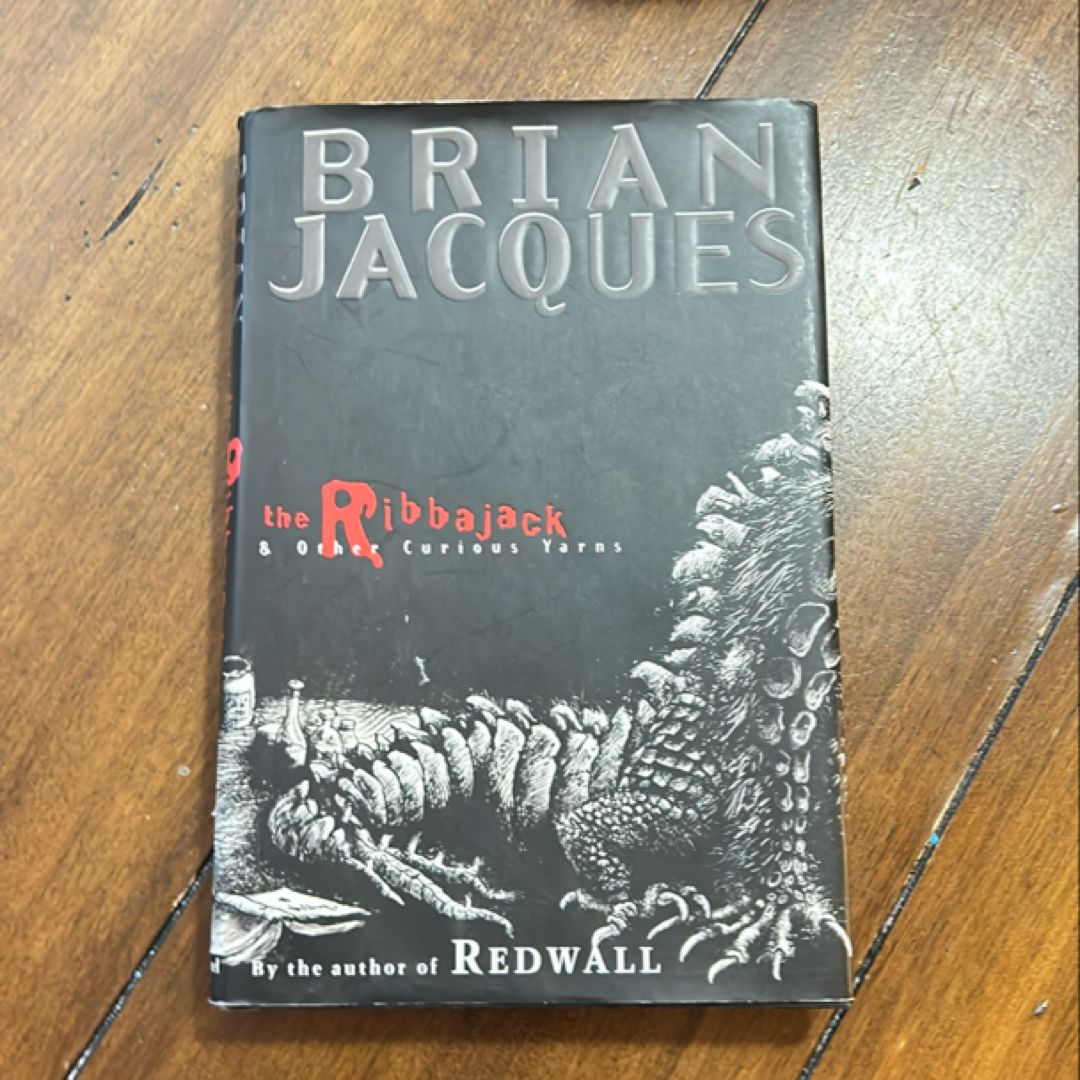 BRIAN
JACQUES
the Ribbajack
& Other Curious Yarns
By the author of REDWALL